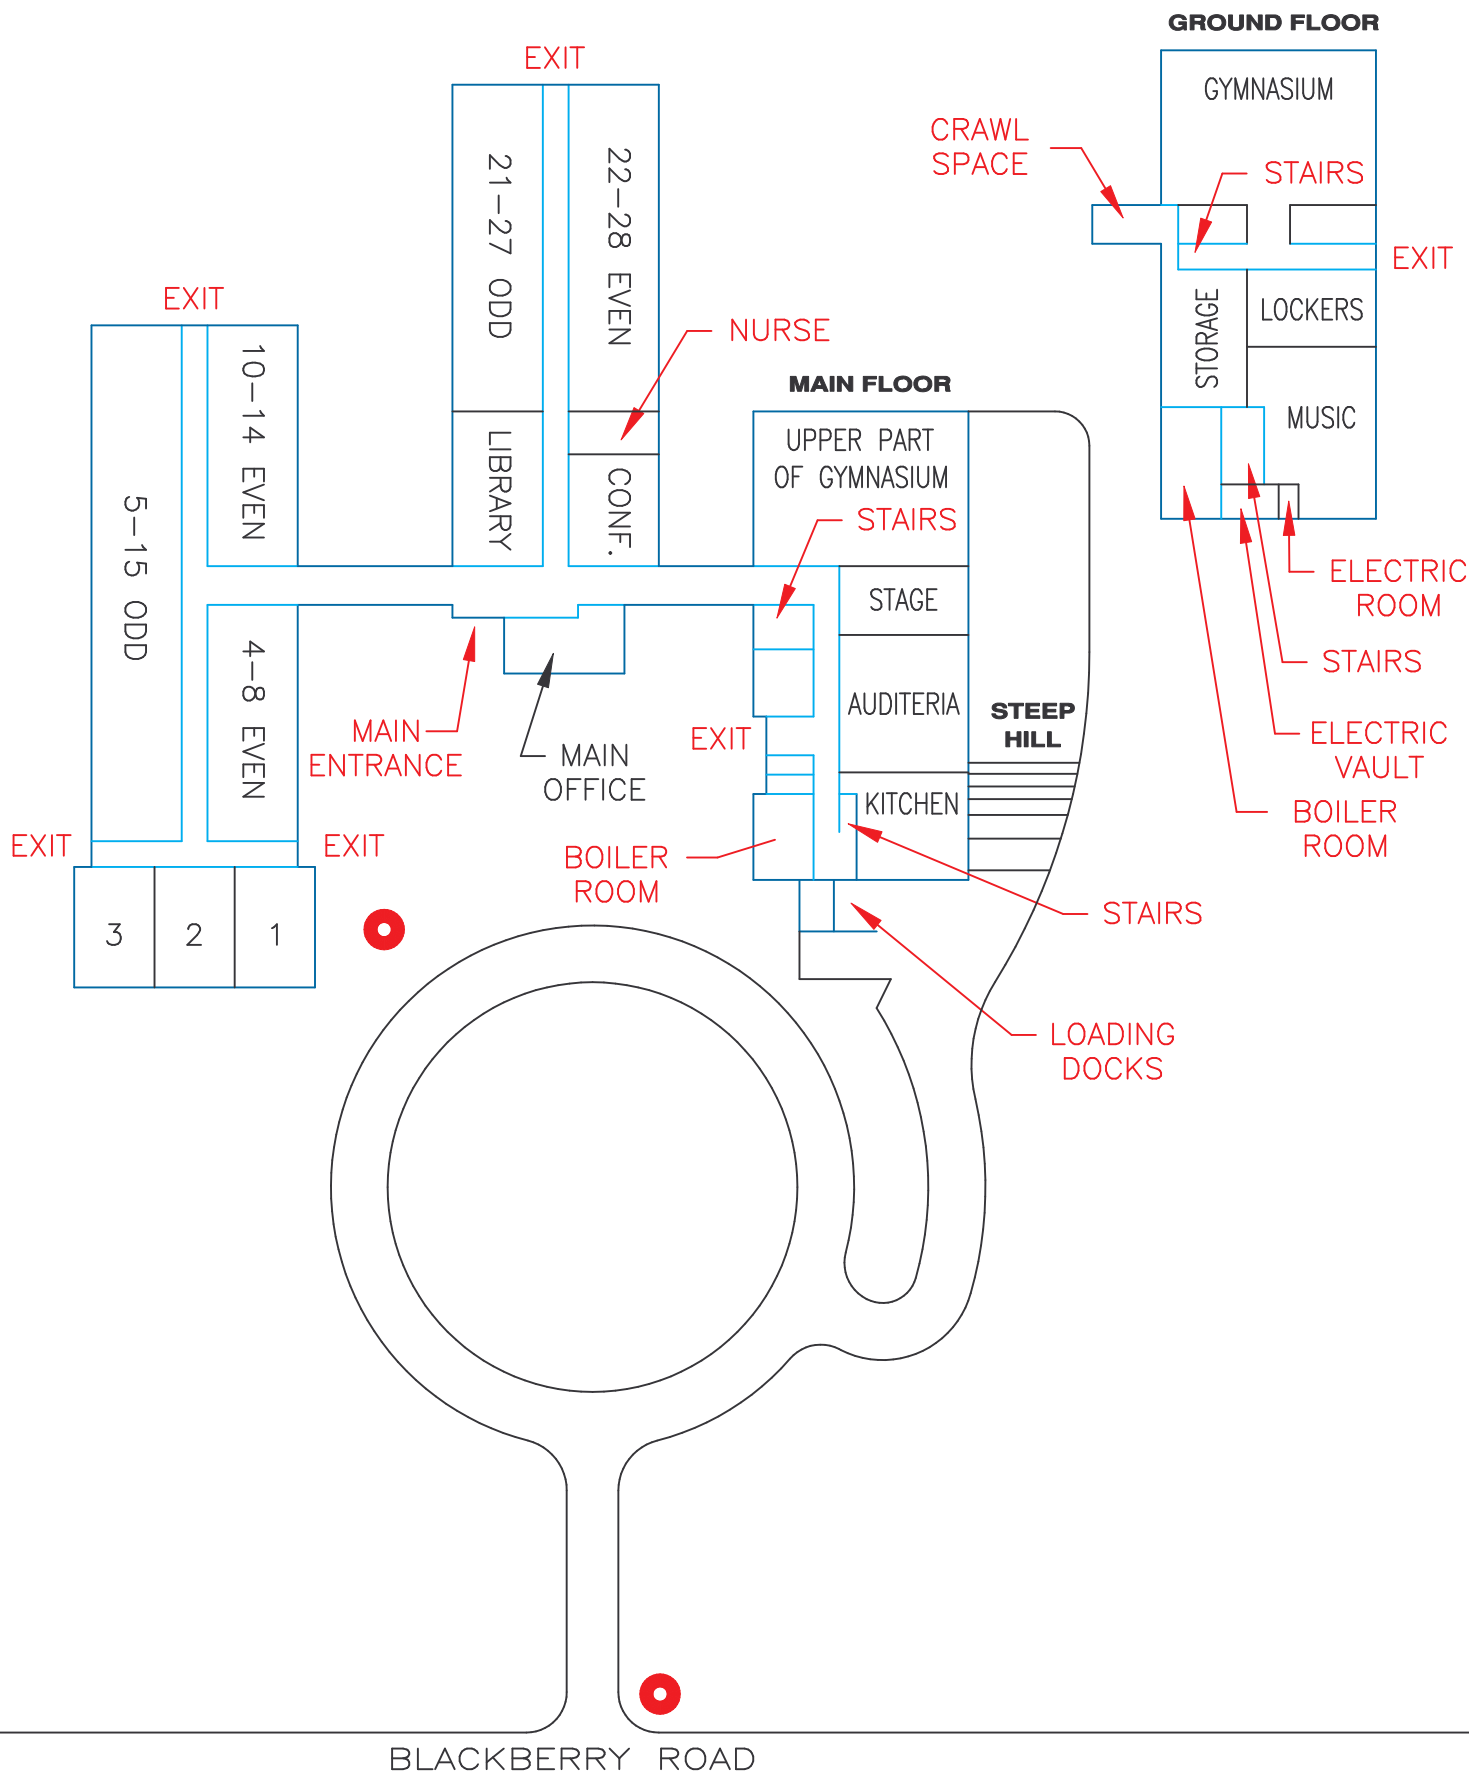 GROUND FLOOR
EXIT
GYMNASIUM
CRAWL
SPACE
STAIRS
21-27 ODD
22-28 EVEN
EXIT
EXIT
STORAGE
LOCKERS
NURSE
10-14 EVEN
MAIN FLOOR
MUSIC
LIBRARY
CONF.
UPPER PART
OF GYMNASIUM
STAIRS
5-15 ODD
ELECTRIC
ROOM
STAGE
4-8 EVEN
STAIRS
AUDITERIA
STEEP
HILL
MAIN
ENTRANCE
EXIT
ELECTRIC
VAULT
MAIN
OFFICE
KITCHEN
BOILER
ROOM
EXIT
EXIT
BOILER
ROOM
STAIRS
3
2
1
LOADING
DOCKS
BLACKBERRY ROAD